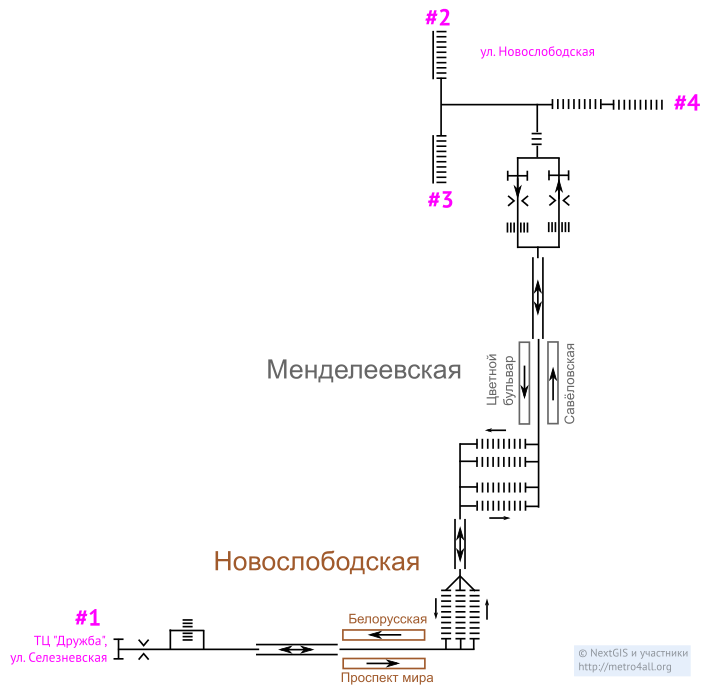 #2
ул. Новослободская
#4
#3
Менделеевская
Цветной
бульвар
Савёловская
Новослободская
#1
ТЦ "Дружба",
ул. Селезневская
Белорусская
Проспект мира
© NextGIS и участники
http://metro4all.org